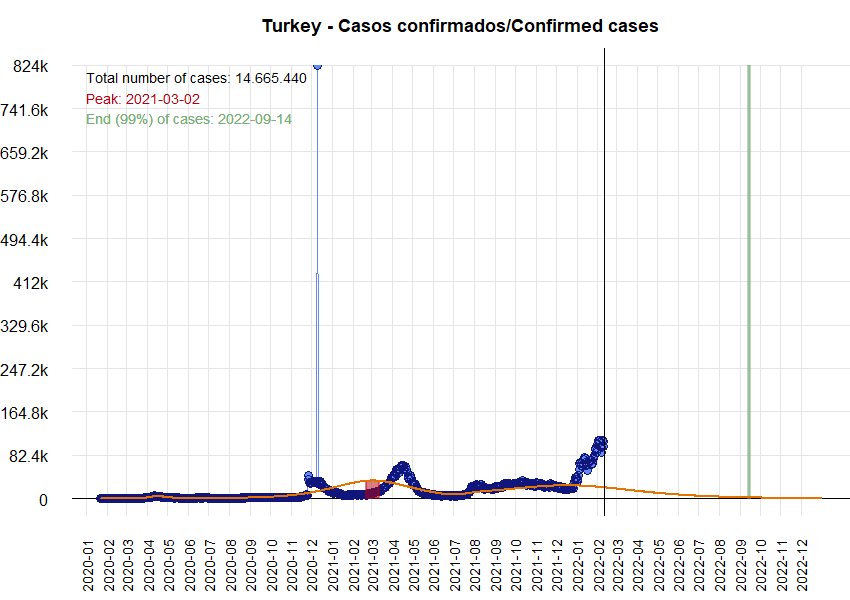 Turkey - Casos confirmados/Confirmed cases
824k
741.6k
659.2k
576.8k
494.4k
412k
329.6k
247.2k
164.8k
82.4k
0
Total number of cases: 14.665.440
Peak: 2021-03-02
End (99%) of cases: 2022-09-14
2020-01
2020-02
2020-03
2020-04
2020-05
2020-06
2020-07
2020-08
2020-09
2020-10
2020-11
2020-12
2021-01
2021-02
2021-03
2021-04
2021-05
2021-06
2021-07
2021-08
2021-09
2021-10
2021-11
2021-12
2022-01
2022-02
2022-03
2022-04
2022-05
2022-06
2022-07
2022-08
2022-09
2022-10
2022-11
2022-12